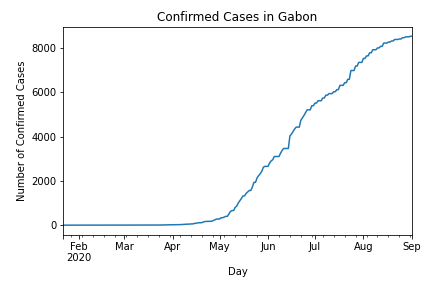 Confirmed Cases in Gabon
Number of Confirmed Cases
8000
6000
4000
2000
0
Feb Mar Apr May Jun Jul Aug Sep
2020
Day